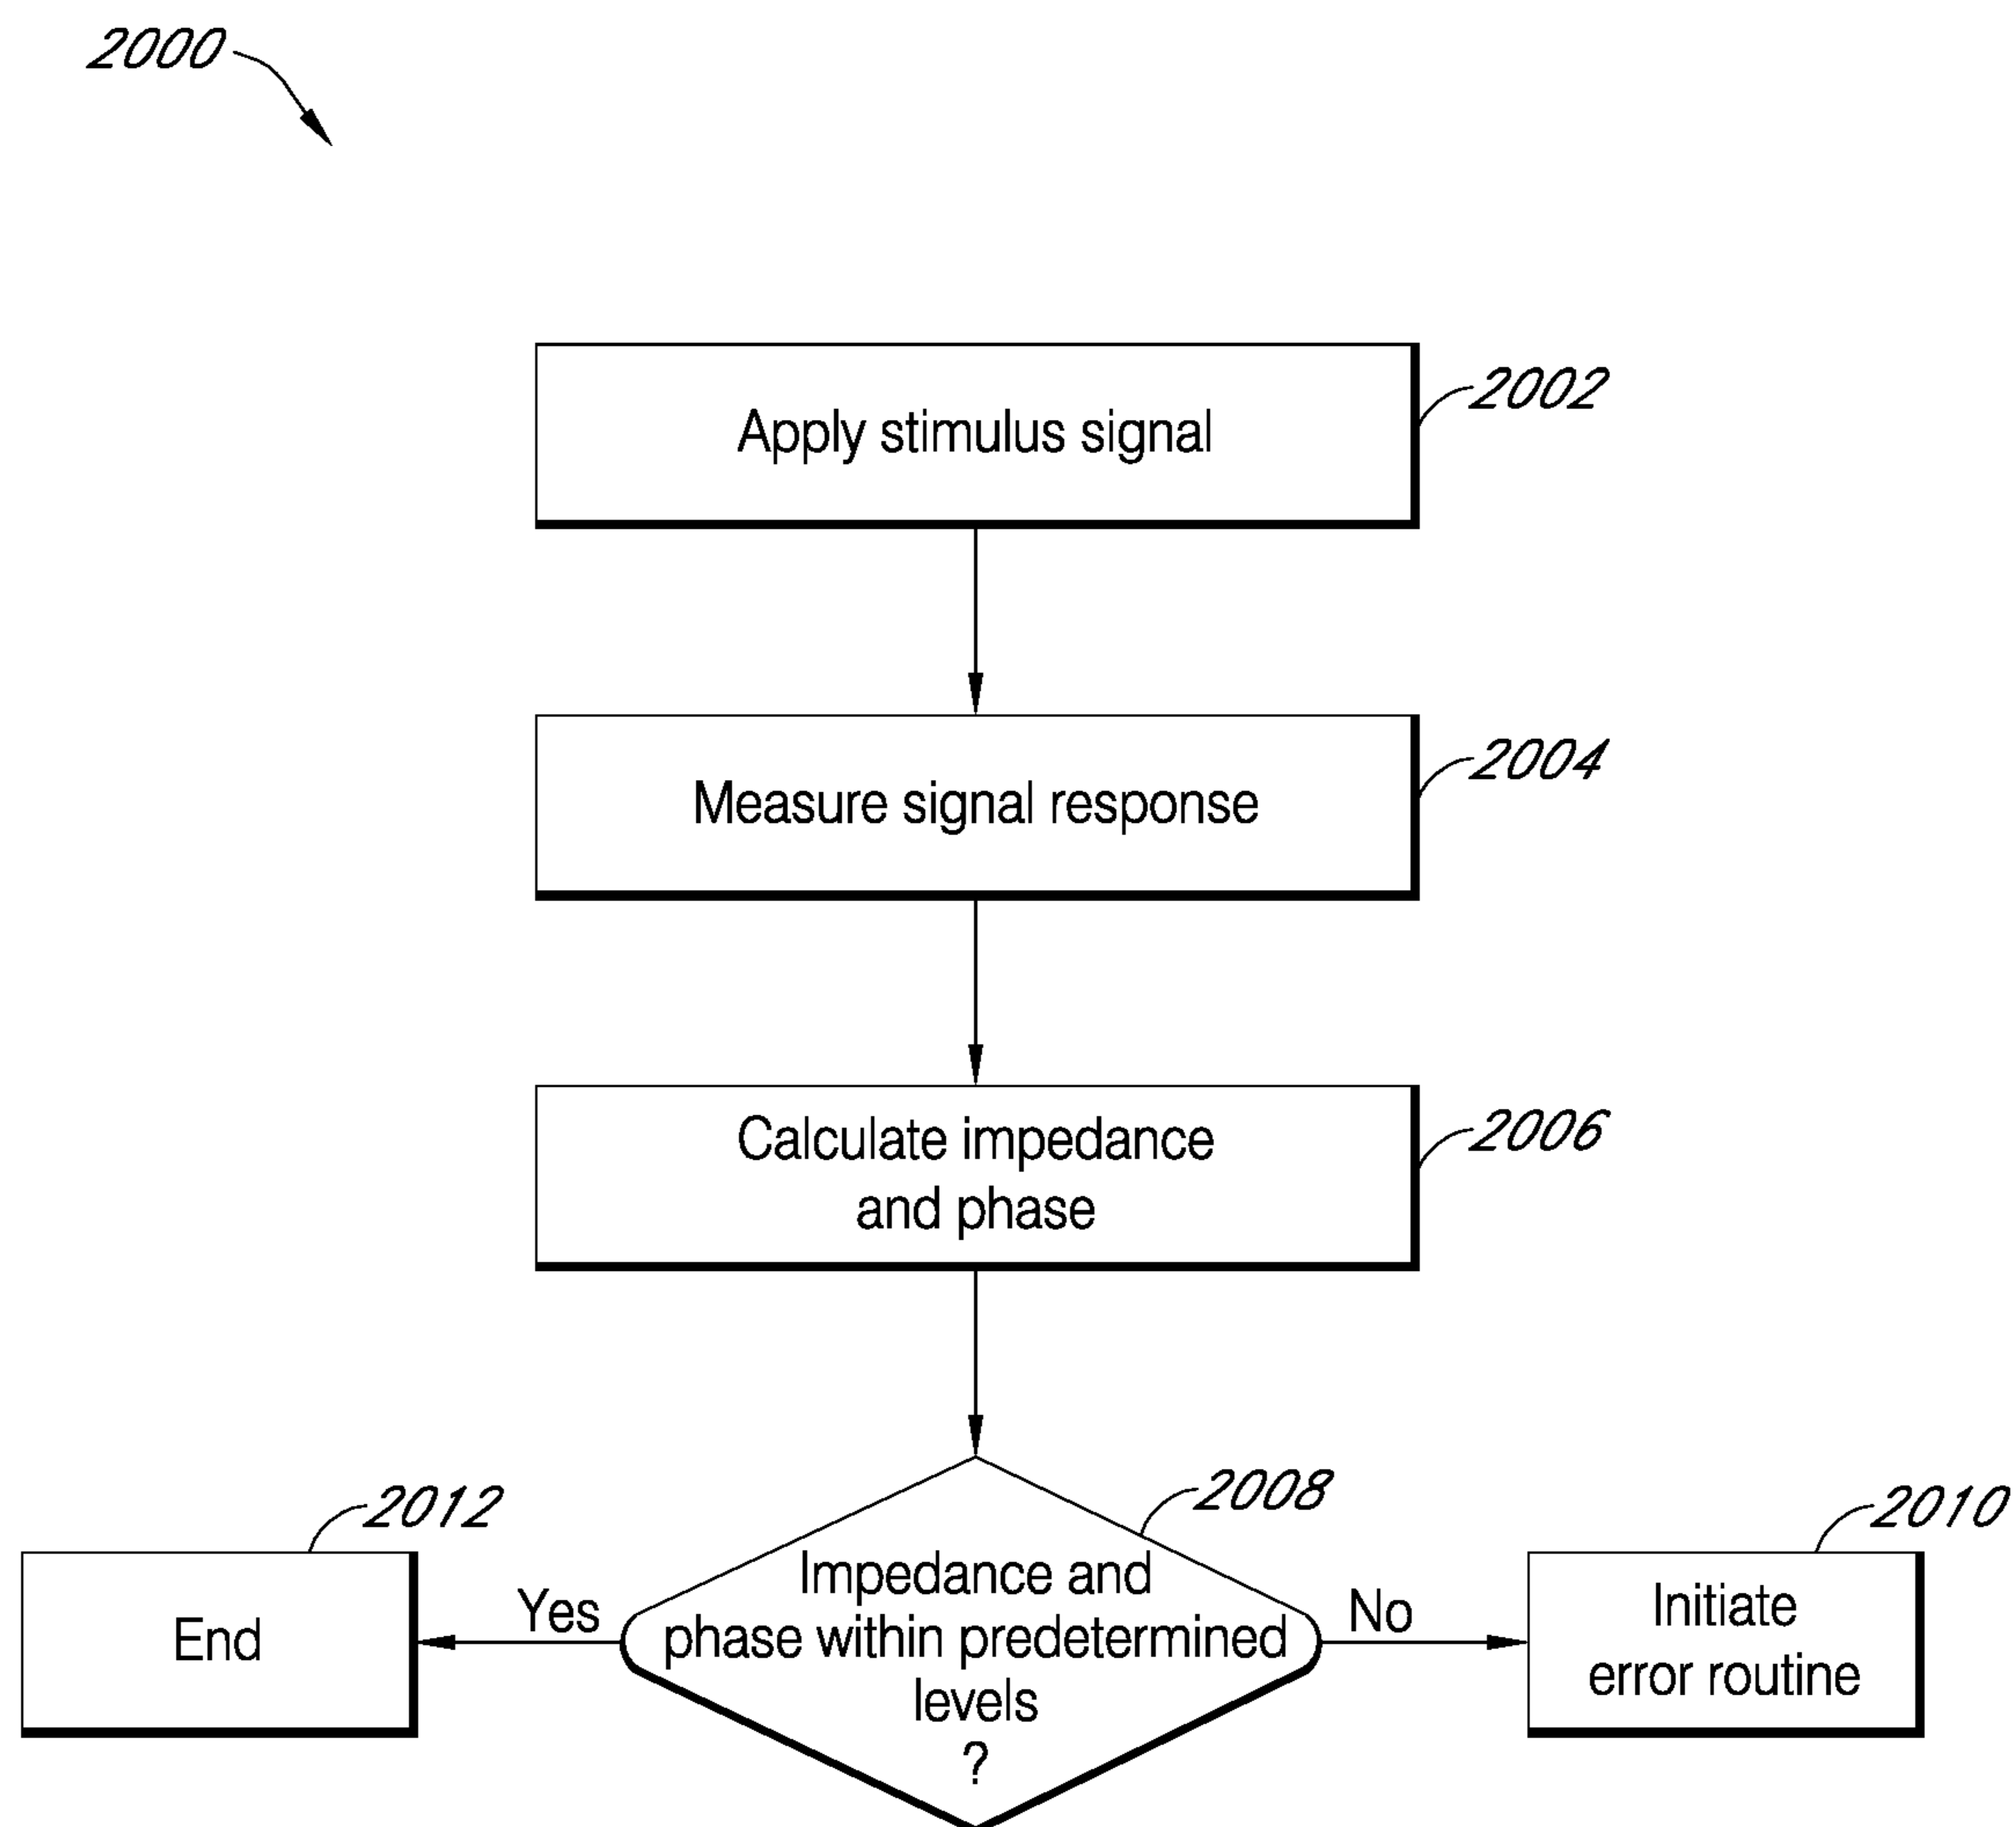 2000
Apply stimulus signal
2002
Measure signal response
2004
Calculate impedance
and phase
2006
2008
Impedance and
phase within predetermined
levels
?
Yes
2012
End
No
2010
Initiate
error routine